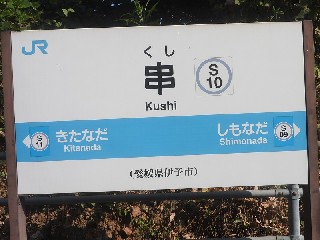 JR
くし
串
S
10
Kushi
きたなだ
しもなだ
S
11
Kitanada
Shimonada
S
09
(愛媛県伊予市)